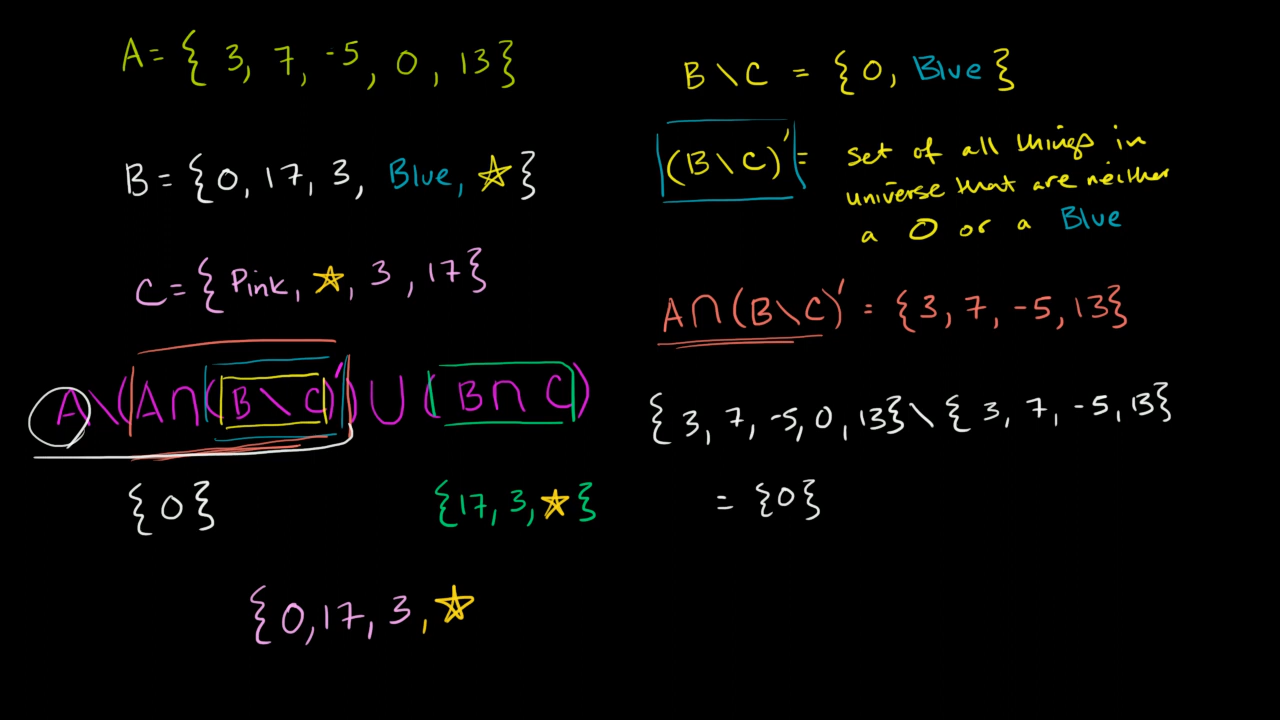 A = { 3, 7, -5, 0, 13}
B = {0, 17, 3, Blue, ☆}
C = {Pink, ☆, 3, 17}
A\(A∩(B\C)')∪(B∩C)
{0}
{17, 3, ☆}
{0, 17, 3, ☆
B\C = {0, Blue}
(B\C)' = set of all things in
universe that are neither
a 0 or a Blue
A∩(B\C)' = {3, 7, -5, 13}
{3, 7, -5, 0, 13}\{3, 7, -5, 13}
= {0}